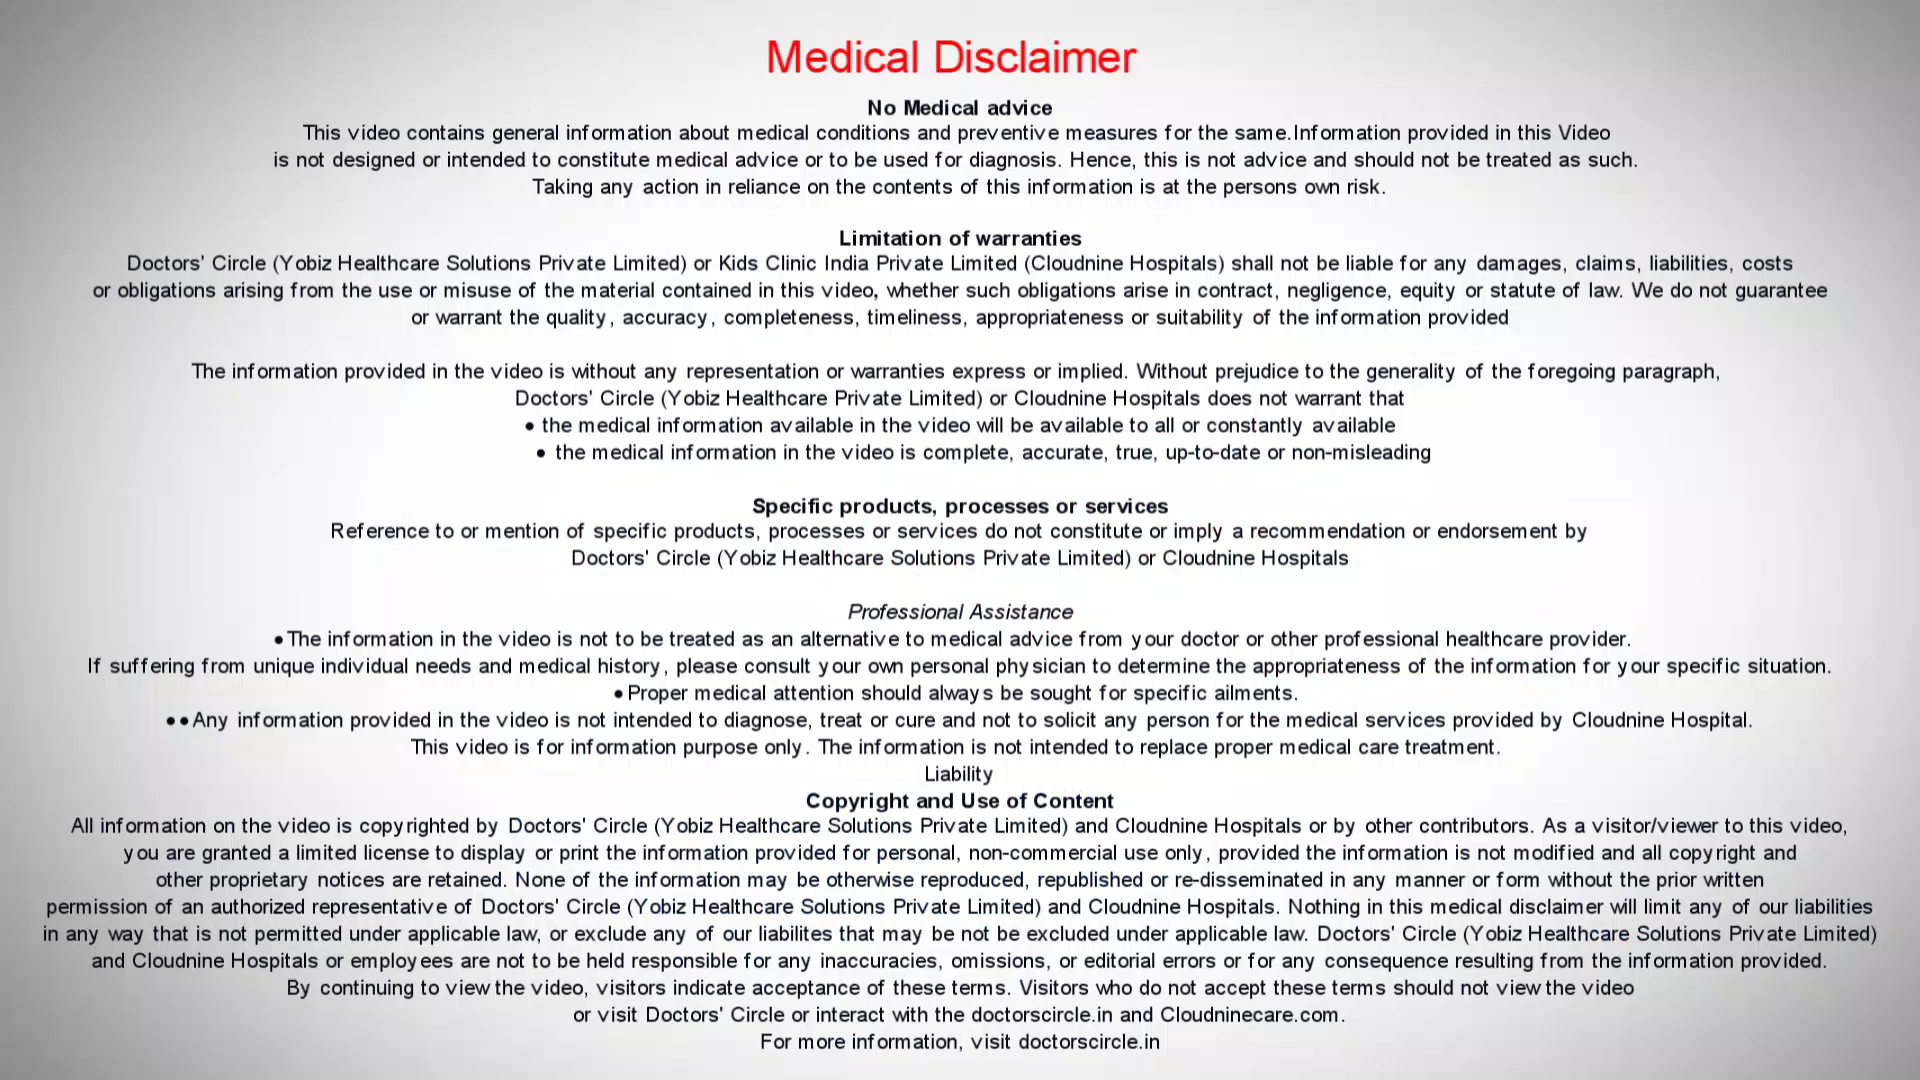 Medical Disclaimer
No Medical advice
This video contains general information about medical conditions and preventive measures for the same.Information provided in this Video
is not designed or intended to constitute medical advice or to be used for diagnosis. Hence, this is not advice and should not be treated as such.
Taking any action in reliance on the contents of this information is at the persons own risk.
Limitation of warranties
Doctors' Circle (Yobiz Healthcare Solutions Private Limited) or Kids Clinic India Private Limited (Cloudnine Hospitals) shall not be liable for any damages, claims, liabilities, costs
or obligations arising from the use or misuse of the material contained in this video, whether such obligations arise in contract, negligence, equity or statute of law. We do not guarantee
or warrant the quality, accuracy, completeness, timeliness, appropriateness or suitability of the information provided
The information provided in the video is without any representation or warranties express or implied. Without prejudice to the generality of the foregoing paragraph,
Doctors' Circle (Yobiz Healthcare Private Limited) or Cloudnine Hospitals does not warrant that
• the medical information available in the video will be available to all or constantly available
• the medical information in the video is complete, accurate, true, up-to-date or non-misleading
Specific products, processes or services
Reference to or mention of specific products, processes or services do not constitute or imply a recommendation or endorsement by
Doctors' Circle (Yobiz Healthcare Solutions Private Limited) or Cloudnine Hospitals
Professional Assistance
•The information in the video is not to be treated as an alternative to medical advice from your doctor or other professional healthcare provider.
If suffering from unique individual needs and medical history, please consult your own personal physician to determine the appropriateness of the information for your specific situation.
•Proper medical attention should always be sought for specific ailments.
••Any information provided in the video is not intended to diagnose, treat or cure and not to solicit any person for the medical services provided by Cloudnine Hospital.
This video is for information purpose only. The information is not intended to replace proper medical care treatment.
Liability
Copyright and Use of Content
All information on the video is copyrighted by Doctors' Circle (Yobiz Healthcare Solutions Private Limited) and Cloudnine Hospitals or by other contributors. As a visitor/viewer to this video,
you are granted a limited license to display or print the information provided for personal, non-commercial use only, provided the information is not modified and all copyright and
other proprietary notices are retained. None of the information may be otherwise reproduced, republished or re-disseminated in any manner or form without the prior written
permission of an authorized representative of Doctors' Circle (Yobiz Healthcare Solutions Private Limited) and Cloudnine Hospitals. Nothing in this medical disclaimer will limit any of our liabilities
in any way that is not permitted under applicable law, or exclude any of our liabilites that may be not be excluded under applicable law. Doctors' Circle (Yobiz Healthcare Solutions Private Limited)
and Cloudnine Hospitals or employees are not to be held responsible for any inaccuracies, omissions, or editorial errors or for any consequence resulting from the information provided.
By continuing to view the video, visitors indicate acceptance of these terms. Visitors who do not accept these terms should not view the video
or visit Doctors' Circle or interact with the doctorscircle.in and Cloudninecare.com.
For more information, visit doctorscircle.in